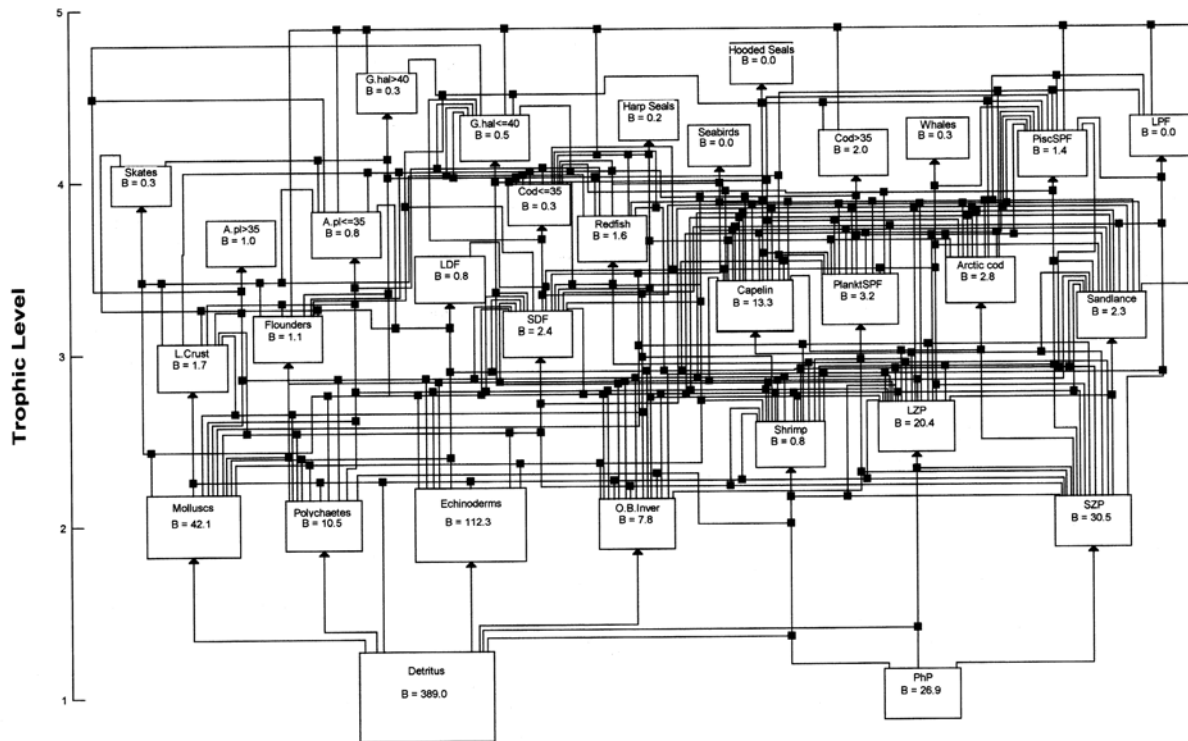 5
Hooded Seals
B = 0.0
G.hal>40
B = 0.3
Harp Seals
B = 0.2
G.hal<=40
B = 0.5
Seabirds
B = 0.0
Cod>35
B = 2.0
Whales
B = 0.3
PiscSPF
B = 1.4
LPF
B = 0.0
Skates
B = 0.3
4
Cod<=35
B = 0.3
A.pl>35
B = 1.0
A.pl<=35
B = 0.8
Redfish
B = 1.6
LDF
B = 0.8
Capelin
B = 13.3
PlanktSPF
B = 3.2
Arctic cod
B = 2.8
Sandlance
B = 2.3
Flounders
B = 1.1
SDF
B = 2.4
3
L.Crust
B = 1.7
Trophic Level
Shrimp
B = 0.8
LZP
B = 20.4
Molluscs
B = 42.1
Polychaetes
B = 10.5
Echinoderms
B = 112.3
O.B.Inver
B = 7.8
SZP
B = 30.5
2
Detritus
B = 389.0
PhP
B = 26.9
1